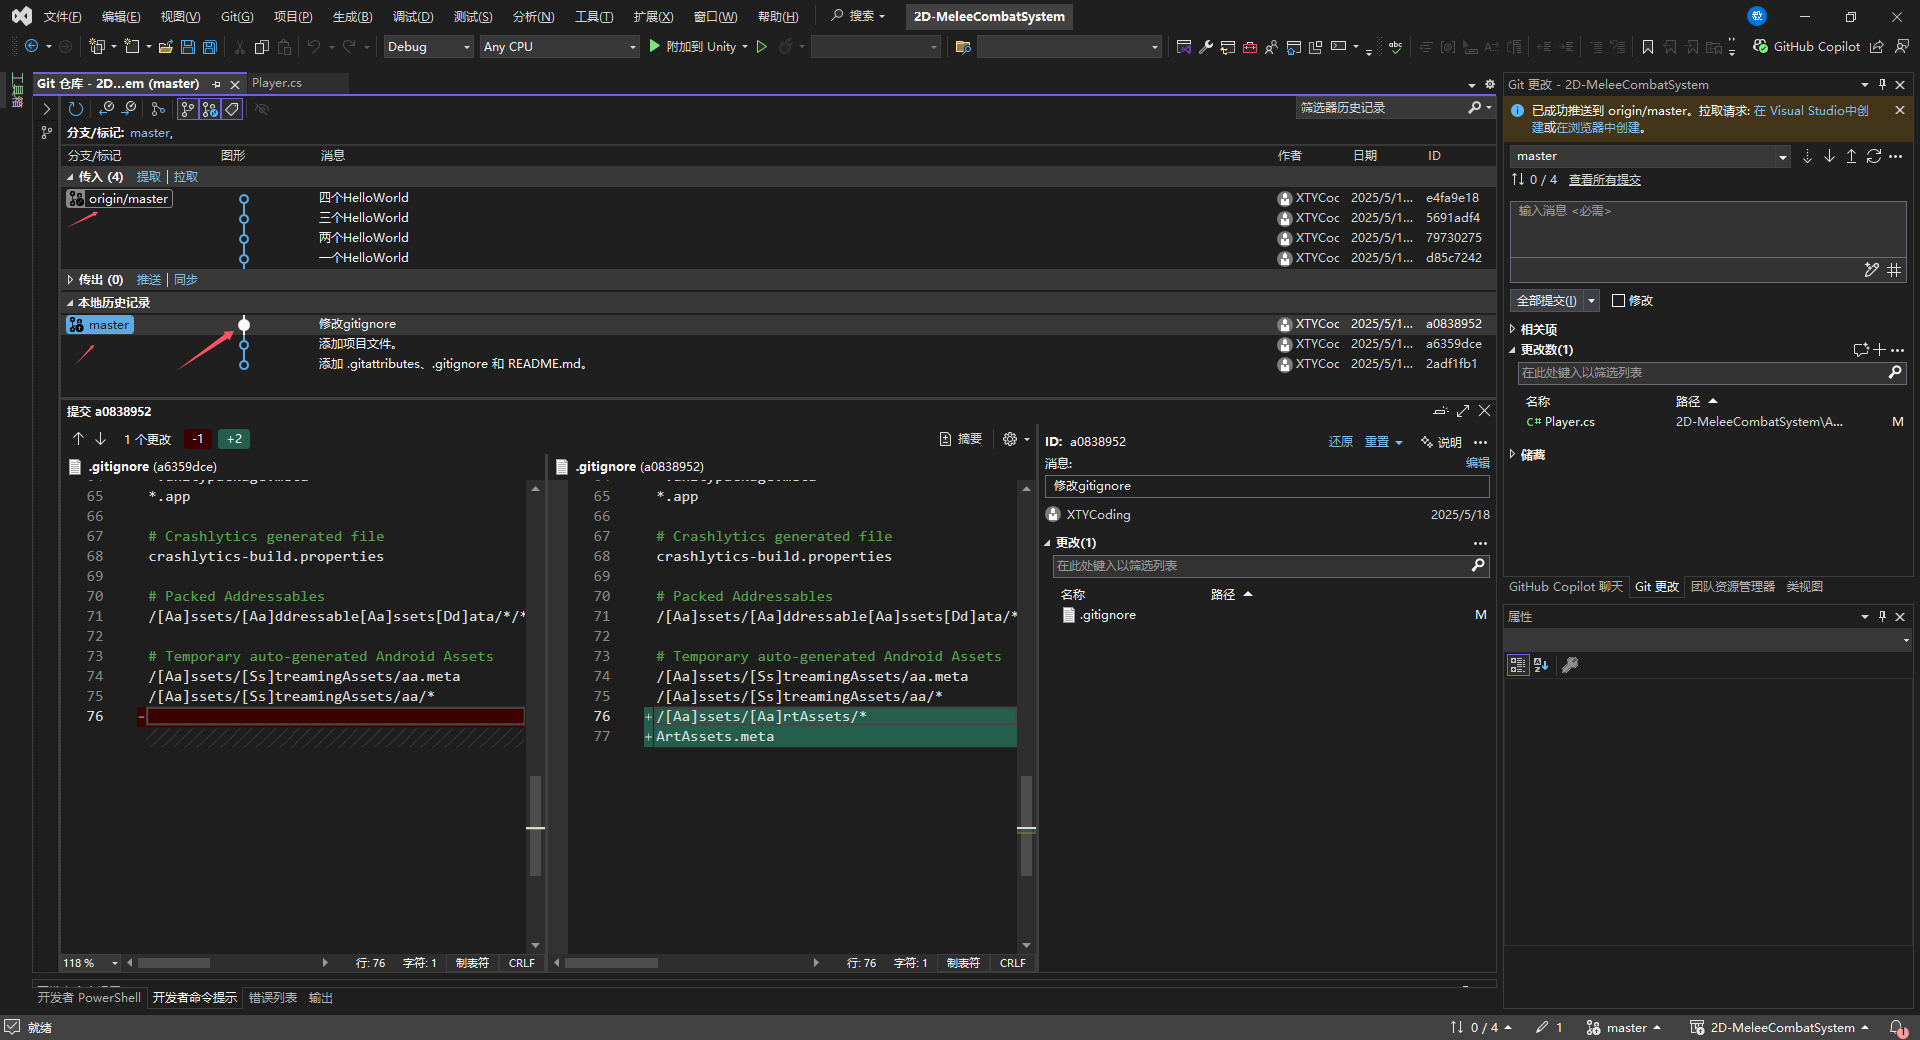 文件(F) 编辑(E) 视图(V) Git(G) 项目(P) 生成(B) 调试(D) 测试(S) 分析(N) 工具(T) 扩展(X) 窗口(W) 帮助(H) 搜索 2D-MeleeCombatSystem
Debug Any CPU 附加到 Unity GitHub Copilot
工具箱
Git 仓库 - 2D...em (master) Player.cs
筛选器历史记录
分支/标记: master,
分支/标记 图形 消息 作者 日期 ID
传入 (4) 提取 拉取
origin/master 四个HelloWorld XTYCoc 2025/5/1... e4fa9e18
三个HelloWorld XTYCoc 2025/5/1... 5691adf4
两个HelloWorld XTYCoc 2025/5/1... 79730275
一个HelloWorld XTYCoc 2025/5/1... d85c7242
传出 (0) 推送 同步
本地历史记录
master 修改gitignore XTYCoc 2025/5/1... a0838952
添加项目文件。 XTYCoc 2025/5/1... a6359dce
添加 .gitattributes、.gitignore 和 README.md。 XTYCoc 2025/5/1... 2adf1fb1
提交 a0838952
1 个更改 -1 +2 摘要
.gitignore (a6359dce)
65 *.app
66
67 # Crashlytics generated file
68 crashlytics-build.properties
69
70 # Packed Addressables
71 /[Aa]ssets/[Aa]ddressable[Aa]ssets[Dd]ata/*/*
72
73 # Temporary auto-generated Android Assets
74 /[Aa]ssets/[Ss]treamingAssets/aa.meta
75 /[Aa]ssets/[Ss]treamingAssets/aa/*
76 -
118 % 行: 76 字符: 1 制表符 CRLF
.gitignore (a0838952)
65 *.app
66
67 # Crashlytics generated file
68 crashlytics-build.properties
69
70 # Packed Addressables
71 /[Aa]ssets/[Aa]ddressable[Aa]ssets[Dd]ata/*
72
73 # Temporary auto-generated Android Assets
74 /[Aa]ssets/[Ss]treamingAssets/aa.meta
75 /[Aa]ssets/[Ss]treamingAssets/aa/*
76 + /[Aa]ssets/[Aa]rtAssets/*
77 + ArtAssets.meta
行: 76 字符: 1 制表符 CRLF
ID: a0838952 还原 重置 说明 ...
消息: 编辑
修改gitignore
XTYCoding 2025/5/18
更改(1) ...
在此处键入以筛选列表
名称 路径
.gitignore M
Git 更改 - 2D-MeleeCombatSystem
已成功推送到 origin/master。拉取请求: 在 Visual Studio中创
建或在浏览器中创建。
master
0 / 4 查看所有提交
输入消息 <必需>
全部提交(I) 修改
相关项
更改数(1)
在此处键入以筛选列表
名称 路径
C# Player.cs 2D-MeleeCombatSystem\A... M
储藏
GitHub Copilot 聊天 Git 更改 团队资源管理器 类视图
属性
开发者 PowerShell 开发者命令提示 错误列表 输出
就绪 0 / 4 1 master 2D-MeleeCombatSystem 1